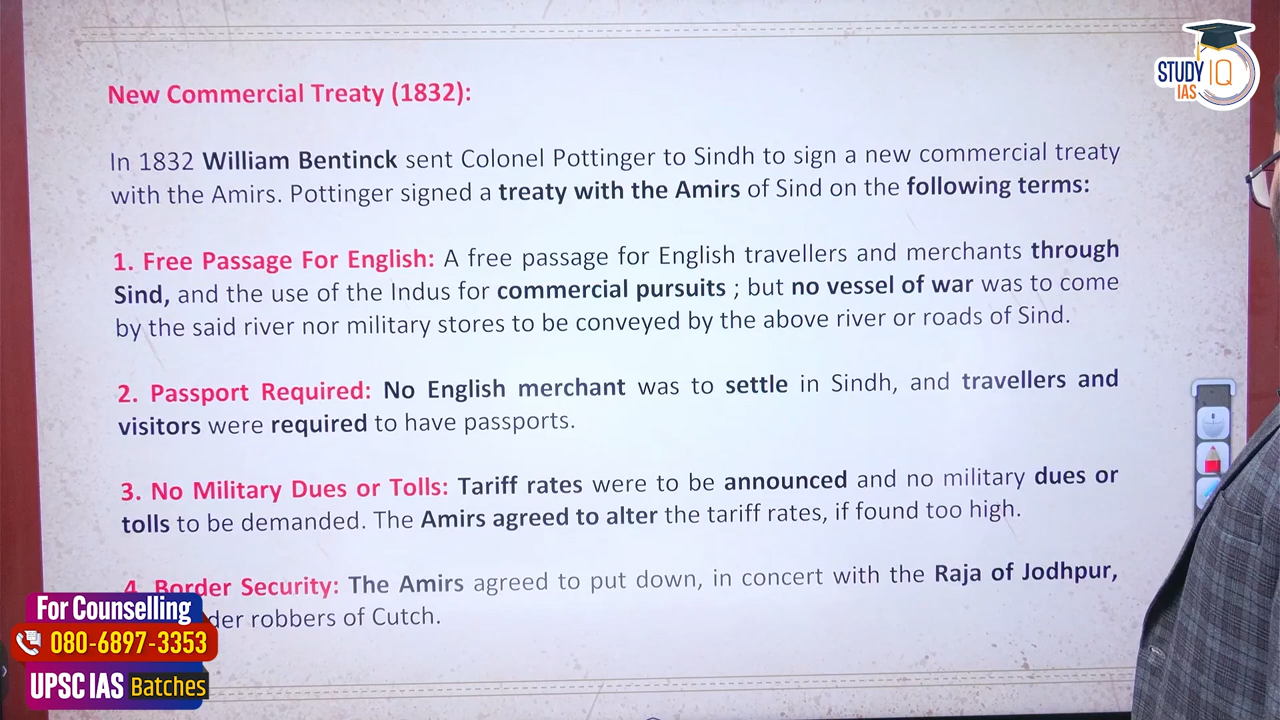 STUDY IQ
IAS
New Commercial Treaty (1832):
In 1832 William Bentinck sent Colonel Pottinger to Sindh to sign a new commercial treaty
with the Amirs. Pottinger signed a treaty with the Amirs of Sind on the following terms:
1. Free Passage For English: A free passage for English travellers and merchants through
Sind, and the use of the Indus for commercial pursuits ; but no vessel of war was to come
by the said river nor military stores to be conveyed by the above river or roads of Sind.
2. Passport Required: No English merchant was to settle in Sindh, and travellers and
visitors were required to have passports.
3. No Military Dues or Tolls: Tariff rates were to be announced and no military dues or
tolls to be demanded. The Amirs agreed to alter the tariff rates, if found too high.
4. Border Security: The Amirs agreed to put down, in concert with the Raja of Jodhpur,
der robbers of Cutch.
For Counselling
080-6897-3353
UPSC IAS Batches